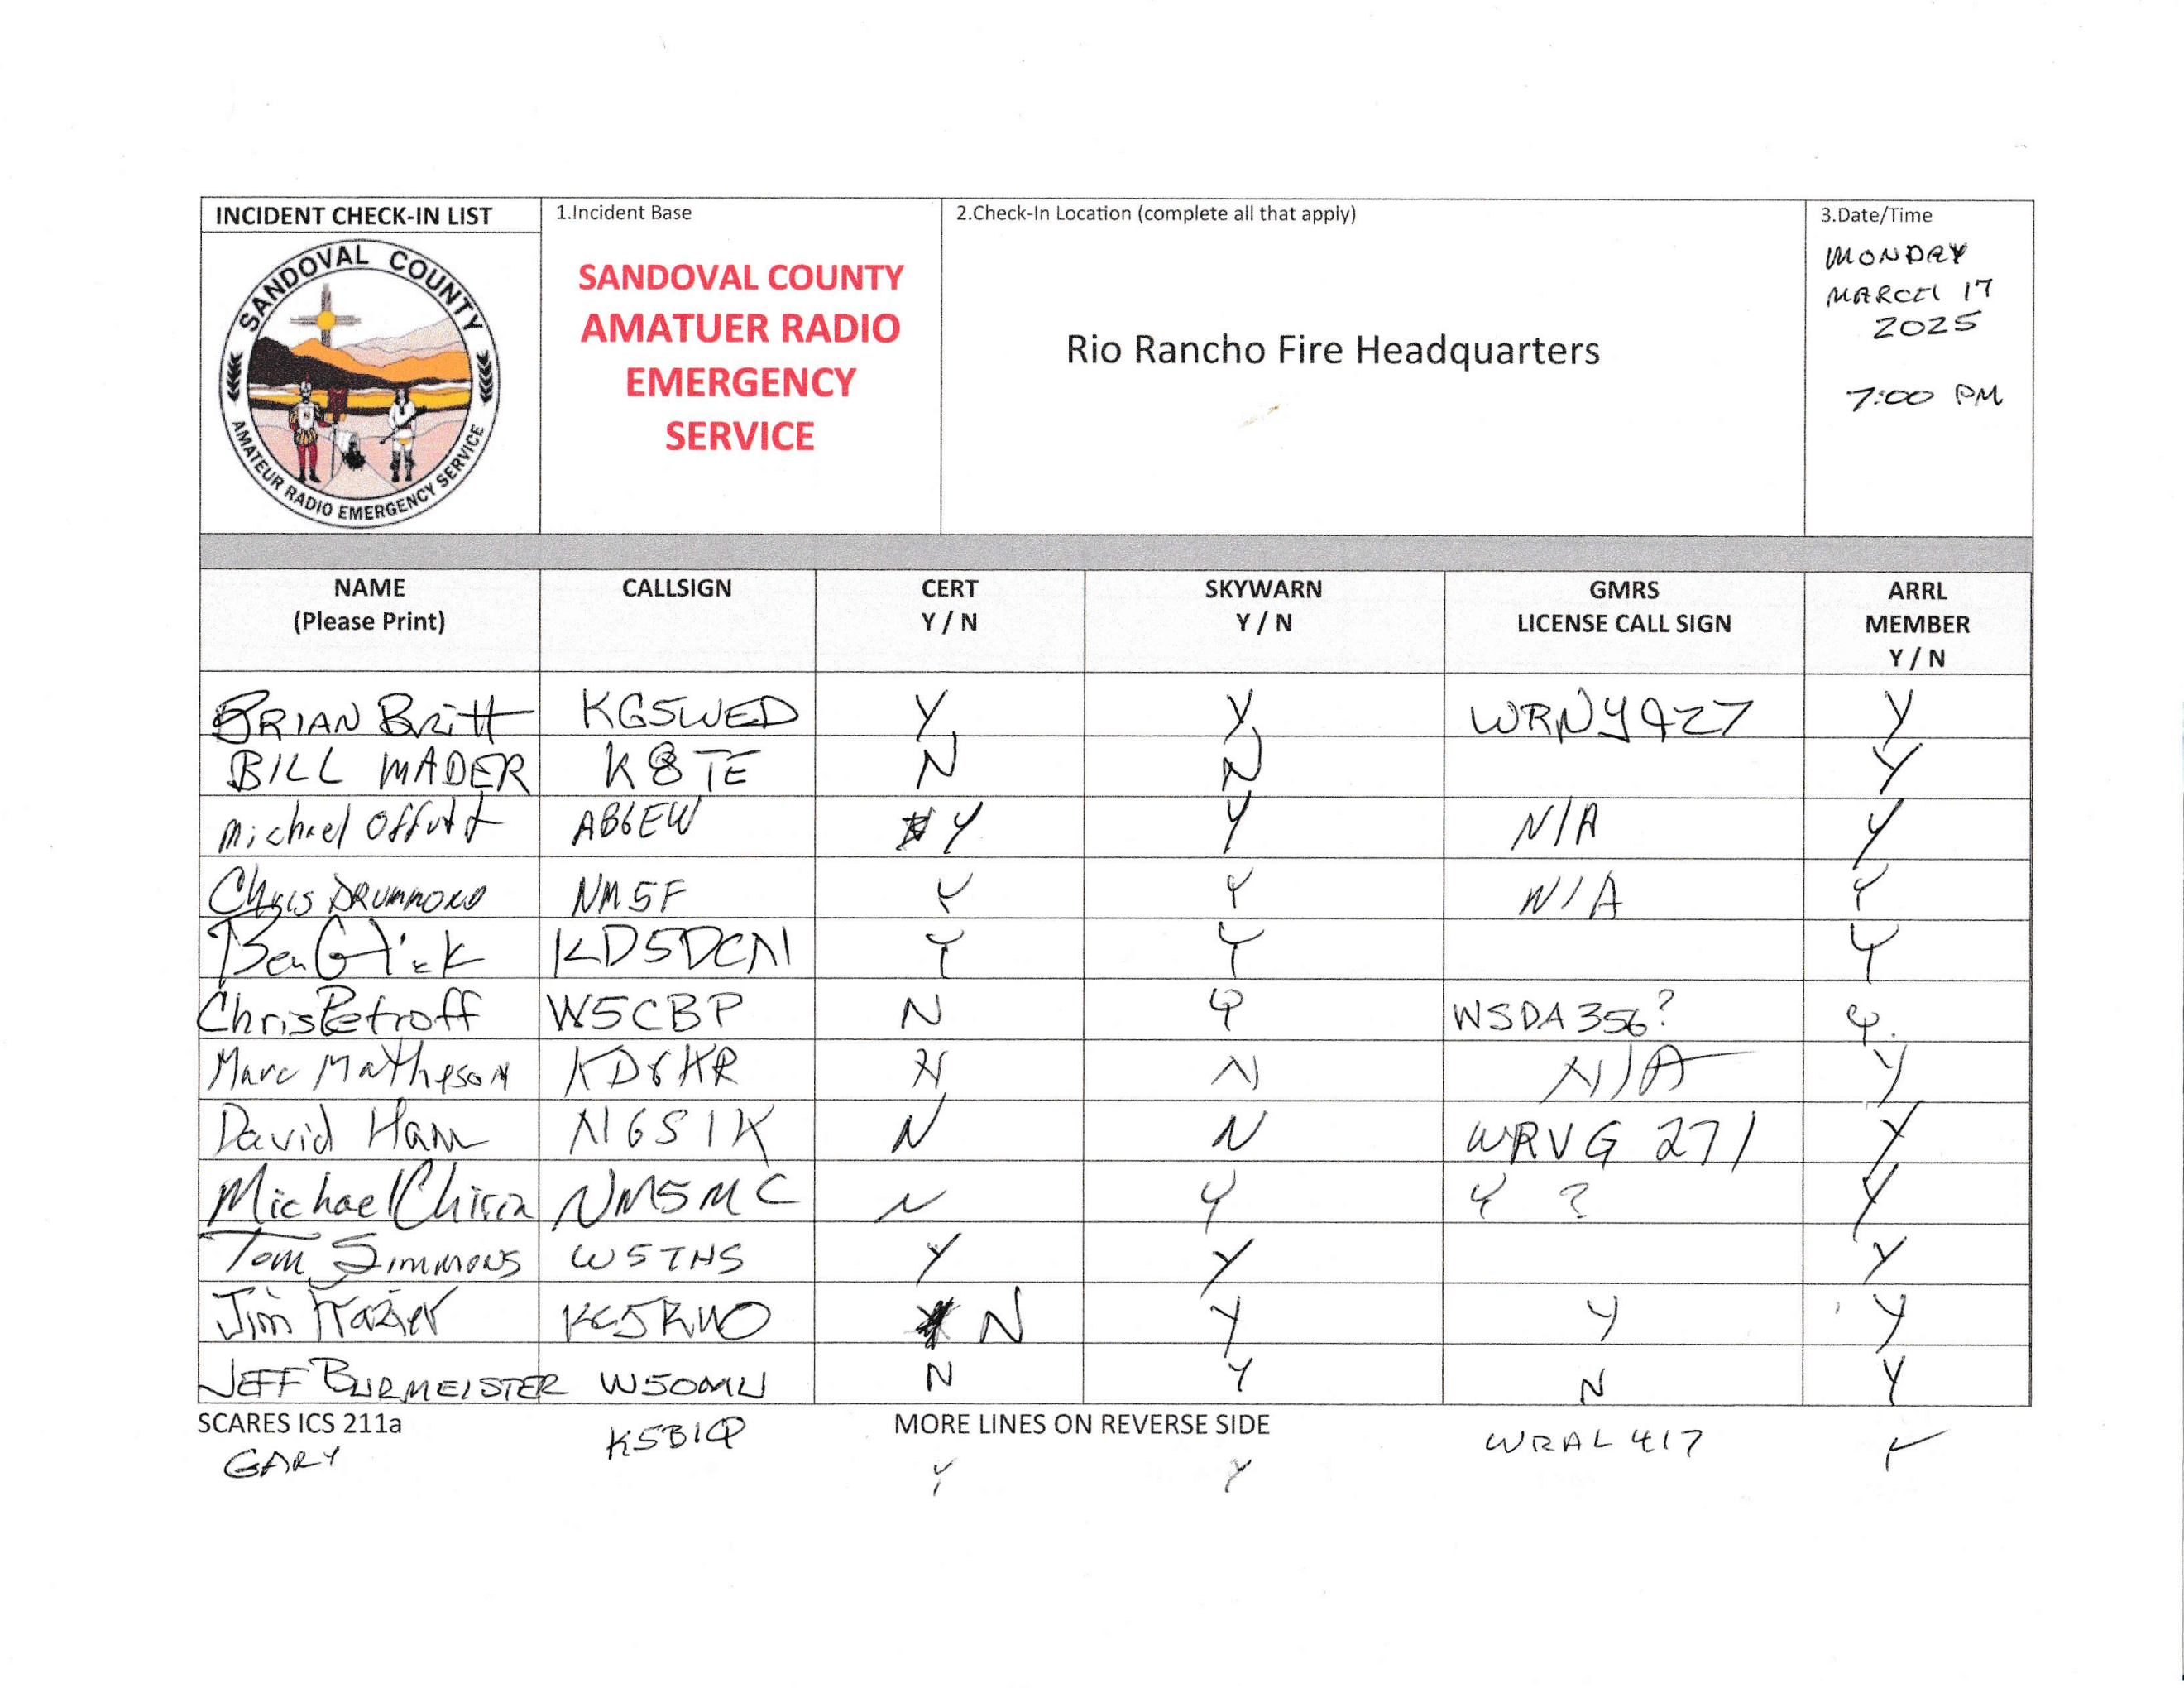 INCIDENT CHECK-IN LIST
SANDOVAL COUNTY
AMATEUR RADIO EMERGENCY SERVICE
1.Incident Base
SANDOVAL COUNTY
AMATUER RADIO
EMERGENCY
SERVICE
2.Check-In Location (complete all that apply)
Rio Rancho Fire Headquarters
3.Date/Time
MONDAY
MARCH 17
2025
7:00 PM
NAME (Please Print) CALLSIGN CERT Y / N SKYWARN Y / N GMRS LICENSE CALL SIGN ARRL MEMBER Y / N
BRIAN Britt KG5WED Y Y WRNY927 Y
BILL MADER K8TE N N Y
Michael Offutt AB6EW Y Y N/A Y
Chris DRUMMOND NM5F Y Y N/A Y
Ben Glick KD5DCN Y Y Y
Chris Petroff W5CBP N Y WSDA356? Y.
Marc Matheson N N N/A Y
David Ham N6SIK N N WRVG 271 Y
Michael NM5MC N Y Y ? Y
Tom Simmons W5THS Y Y Y
Jim KC5RWO N Y Y Y
JEFF BURMEISTER W5OMU N Y N Y
SCARES ICS 211a MORE LINES ON REVERSE SIDE
GARY K5BIQ Y Y WRAL417 Y